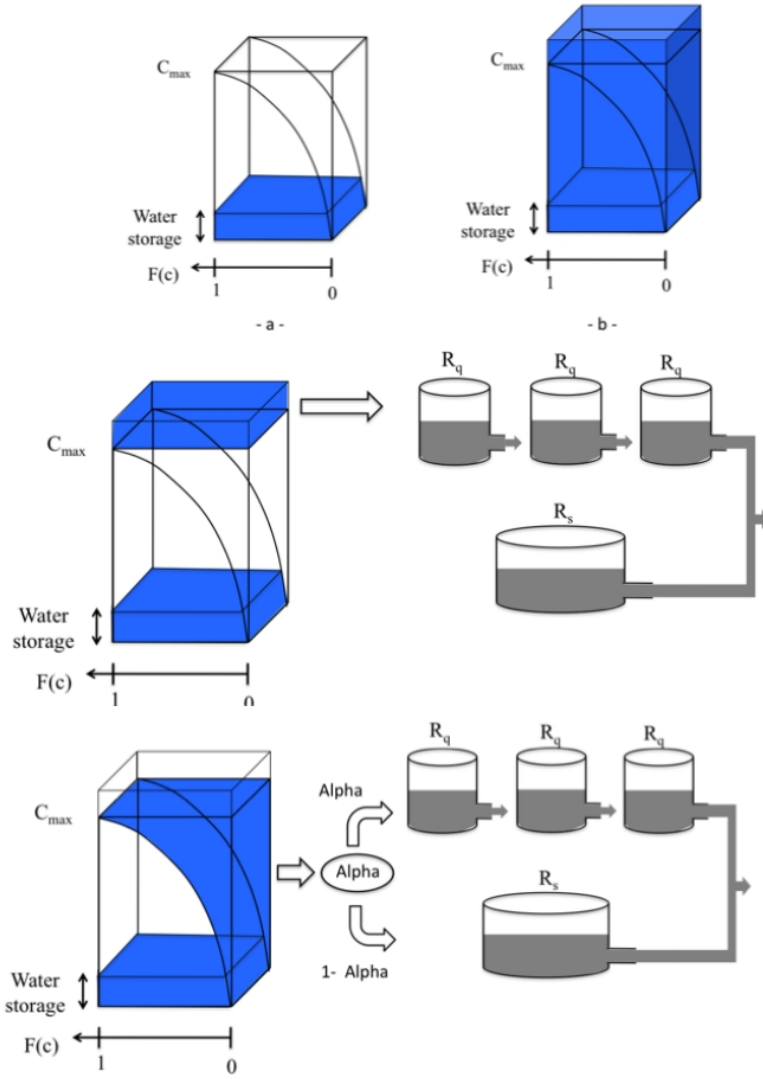 C_max
Water
storage
F(c)
1
0
- a -
C_max
Water
storage
F(c)
1
0
- b -
C_max
Water
storage
F(c)
1
0
R_q
R_q
R_q
R_s
C_max
Water
storage
F(c)
1
0
Alpha
Alpha
1- Alpha
R_q
R_q
R_q
R_s